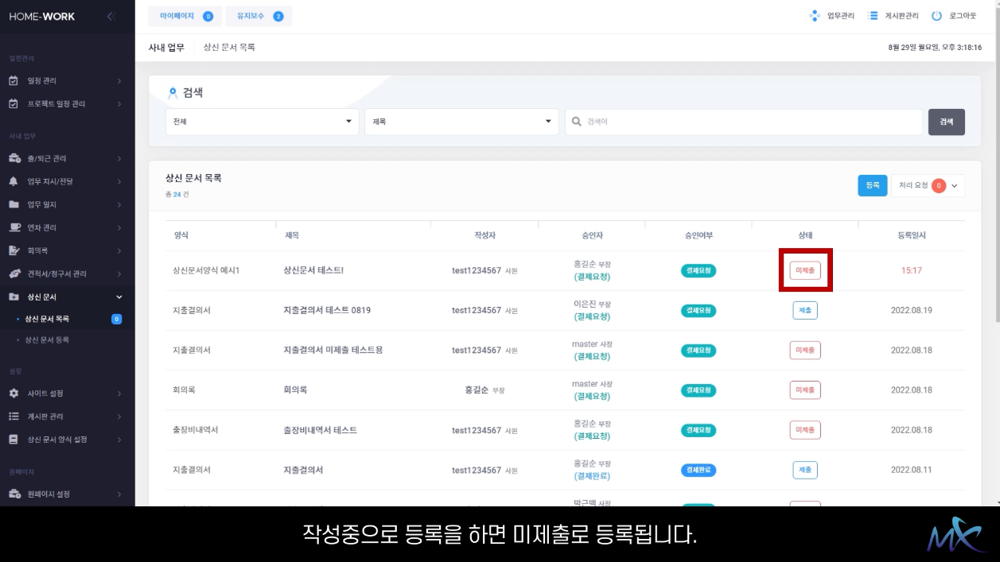 HOME-WORK
마이페이지 0
유지보수 2
업무관리
게시판관리
로그아웃
사내 업무
상신 문서 목록
8월 29일 월요일, 오후 3:18:16
일정관리
일정 관리
프로젝트 일정 관리
사내 업무
출/퇴근 관리
업무 지시/전달
업무 일지
연차 관리
회의록
견적서/청구서 관리
상신 문서
상신 문서 목록 0
상신 문서 등록
설정
사이트 설정
게시판 관리
상신 문서 양식 설정
원페이지
원페이지 설정
검색
전체
제목
검색어
검색
상신 문서 목록
총 24 건
등록
처리 요청 0
양식 제목 작성자 승인자 승인여부 상태 등록일시
상신문서양식 예시1 상신문서 테스트! test1234567 사원 홍길순 부장 (결제요청) 결제요청 미제출 15:17
지출결의서 지출결의서 테스트 0819 test1234567 사원 이은진 부장 (결제요청) 결제요청 제출 2022.08.19
지출결의서 지출결의서 미제출 테스트용 test1234567 사원 master 사장 (결제요청) 결제요청 미제출 2022.08.18
회의록 회의록 홍길순 부장 master 사장 (결제요청) 결제요청 미제출 2022.08.18
출장비내역서 출장비내역서 테스트 test1234567 사원 홍길순 부장 (결제요청) 결제요청 미제출 2022.08.18
지출결의서 지출결의서 test1234567 사원 홍길순 부장 (결제완료) 결제완료 제출 2022.08.11
박근백 사장
작성중으로 등록을 하면 미제출로 등록됩니다.
MX